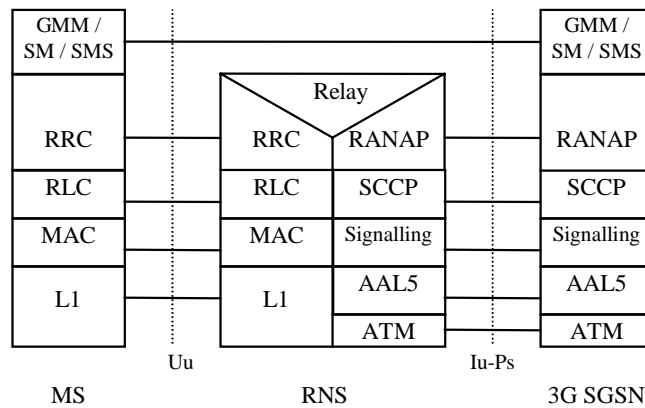 GMM /
SM / SMS
GMM /
SM / SMS
Relay
RRC
RRC
RANAP
RANAP
RLC
RLC
SCCP
SCCP
MAC
MAC
Signalling
Signalling
L1
L1
AAL5
AAL5
ATM
ATM
Uu
Iu-Ps
MS
RNS
3G SGSN